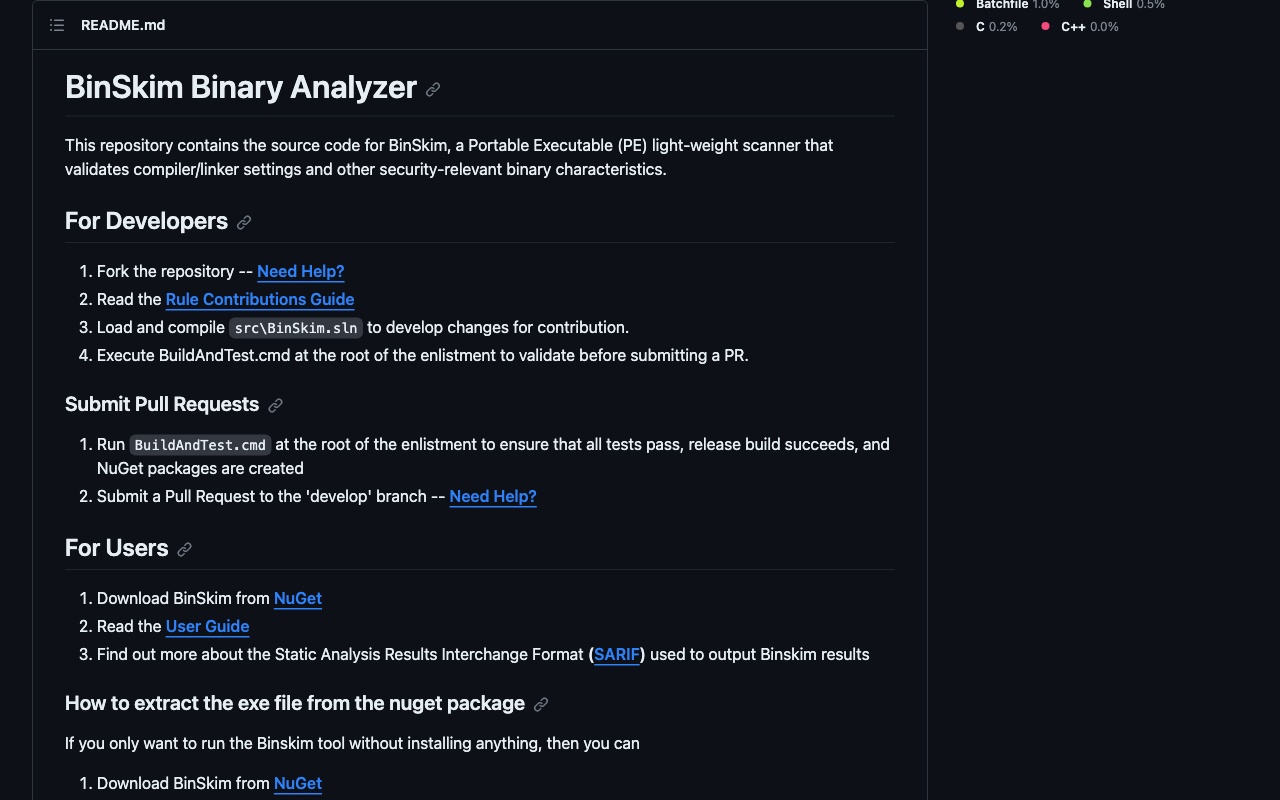 README.md
BinSkim Binary Analyzer
This repository contains the source code for BinSkim, a Portable Executable (PE) light-weight scanner that
validates compiler/linker settings and other security-relevant binary characteristics.
For Developers
1. Fork the repository -- Need Help?
2. Read the Rule Contributions Guide
3. Load and compile src\BinSkim.sln to develop changes for contribution.
4. Execute BuildAndTest.cmd at the root of the enlistment to validate before submitting a PR.
Submit Pull Requests
1. Run BuildAndTest.cmd at the root of the enlistment to ensure that all tests pass, release build succeeds, and
NuGet packages are created
2. Submit a Pull Request to the 'develop' branch -- Need Help?
For Users
1. Download BinSkim from NuGet
2. Read the User Guide
3. Find out more about the Static Analysis Results Interchange Format (SARIF) used to output Binskim results
How to extract the exe file from the nuget package
If you only want to run the Binskim tool without installing anything, then you can
1. Download BinSkim from NuGet
Batchfile 1.0% Shell 0.5%
C 0.2% C++ 0.0%